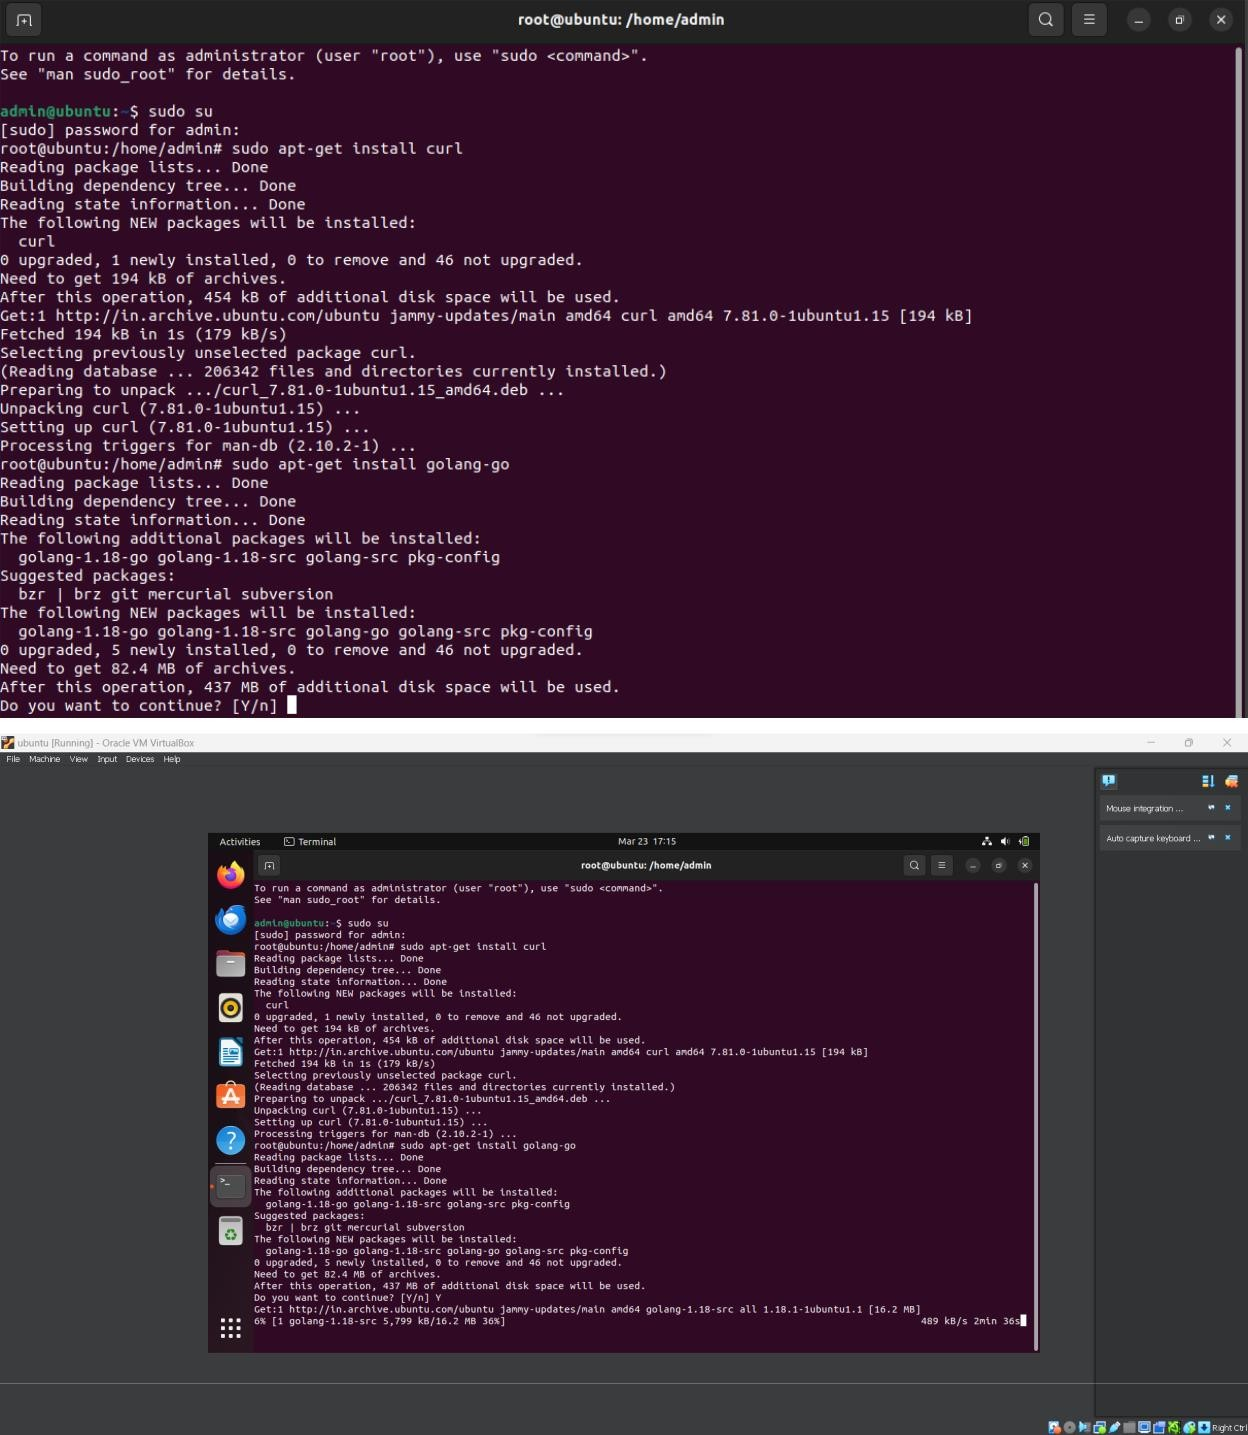 root@ubuntu: /home/admin
To run a command as administrator (user "root"), use "sudo <command>".
See "man sudo_root" for details.
admin@ubuntu:~$ sudo su
[sudo] password for admin:
root@ubuntu:/home/admin# sudo apt-get install curl
Reading package lists... Done
Building dependency tree... Done
Reading state information... Done
The following NEW packages will be installed:
curl
0 upgraded, 1 newly installed, 0 to remove and 46 not upgraded.
Need to get 194 kB of archives.
After this operation, 454 kB of additional disk space will be used.
Get:1 http://in.archive.ubuntu.com/ubuntu jammy-updates/main amd64 curl amd64 7.81.0-1ubuntu1.15 [194 kB]
Fetched 194 kB in 1s (179 kB/s)
Selecting previously unselected package curl.
(Reading database ... 206342 files and directories currently installed.)
Preparing to unpack .../curl_7.81.0-1ubuntu1.15_amd64.deb ...
Unpacking curl (7.81.0-1ubuntu1.15) ...
Setting up curl (7.81.0-1ubuntu1.15) ...
Processing triggers for man-db (2.10.2-1) ...
root@ubuntu:/home/admin# sudo apt-get install golang-go
Reading package lists... Done
Building dependency tree... Done
Reading state information... Done
The following additional packages will be installed:
golang-1.18-go golang-1.18-src golang-src pkg-config
Suggested packages:
bzr | brz git mercurial subversion
The following NEW packages will be installed:
golang-1.18-go golang-1.18-src golang-go golang-src pkg-config
0 upgraded, 5 newly installed, 0 to remove and 46 not upgraded.
Need to get 82.4 MB of archives.
After this operation, 437 MB of additional disk space will be used.
Do you want to continue? [Y/n]
ubuntu [Running] - Oracle VM VirtualBox
File Machine View Input Devices Help
Mouse integration ...
Auto capture keyboard ...
Activities Terminal Mar 23 17:15
root@ubuntu: /home/admin
To run a command as administrator (user "root"), use "sudo <command>".
See "man sudo_root" for details.
admin@ubuntu:~$ sudo su
[sudo] password for admin:
root@ubuntu:/home/admin# sudo apt-get install curl
Reading package lists... Done
Building dependency tree... Done
Reading state information... Done
The following NEW packages will be installed:
curl
0 upgraded, 1 newly installed, 0 to remove and 46 not upgraded.
Need to get 194 kB of archives.
After this operation, 454 kB of additional disk space will be used.
Get:1 http://in.archive.ubuntu.com/ubuntu jammy-updates/main amd64 curl amd64 7.81.0-1ubuntu1.15 [194 kB]
Fetched 194 kB in 1s (179 kB/s)
Selecting previously unselected package curl.
(Reading database ... 206342 files and directories currently installed.)
Preparing to unpack .../curl_7.81.0-1ubuntu1.15_amd64.deb ...
Unpacking curl (7.81.0-1ubuntu1.15) ...
Setting up curl (7.81.0-1ubuntu1.15) ...
Processing triggers for man-db (2.10.2-1) ...
root@ubuntu:/home/admin# sudo apt-get install golang-go
Reading package lists... Done
Building dependency tree... Done
Reading state information... Done
The following additional packages will be installed:
golang-1.18-go golang-1.18-src golang-src pkg-config
Suggested packages:
bzr | brz git mercurial subversion
The following NEW packages will be installed:
golang-1.18-go golang-1.18-src golang-go golang-src pkg-config
0 upgraded, 5 newly installed, 0 to remove and 46 not upgraded.
Need to get 82.4 MB of archives.
After this operation, 437 MB of additional disk space will be used.
Do you want to continue? [Y/n] Y
Get:1 http://in.archive.ubuntu.com/ubuntu jammy-updates/main amd64 golang-1.18-src all 1.18.1-1ubuntu1.1 [16.2 MB]
6% [1 golang-1.18-src 5,799 kB/16.2 MB 36%] 489 kB/s 2min 36s
Right Ctrl